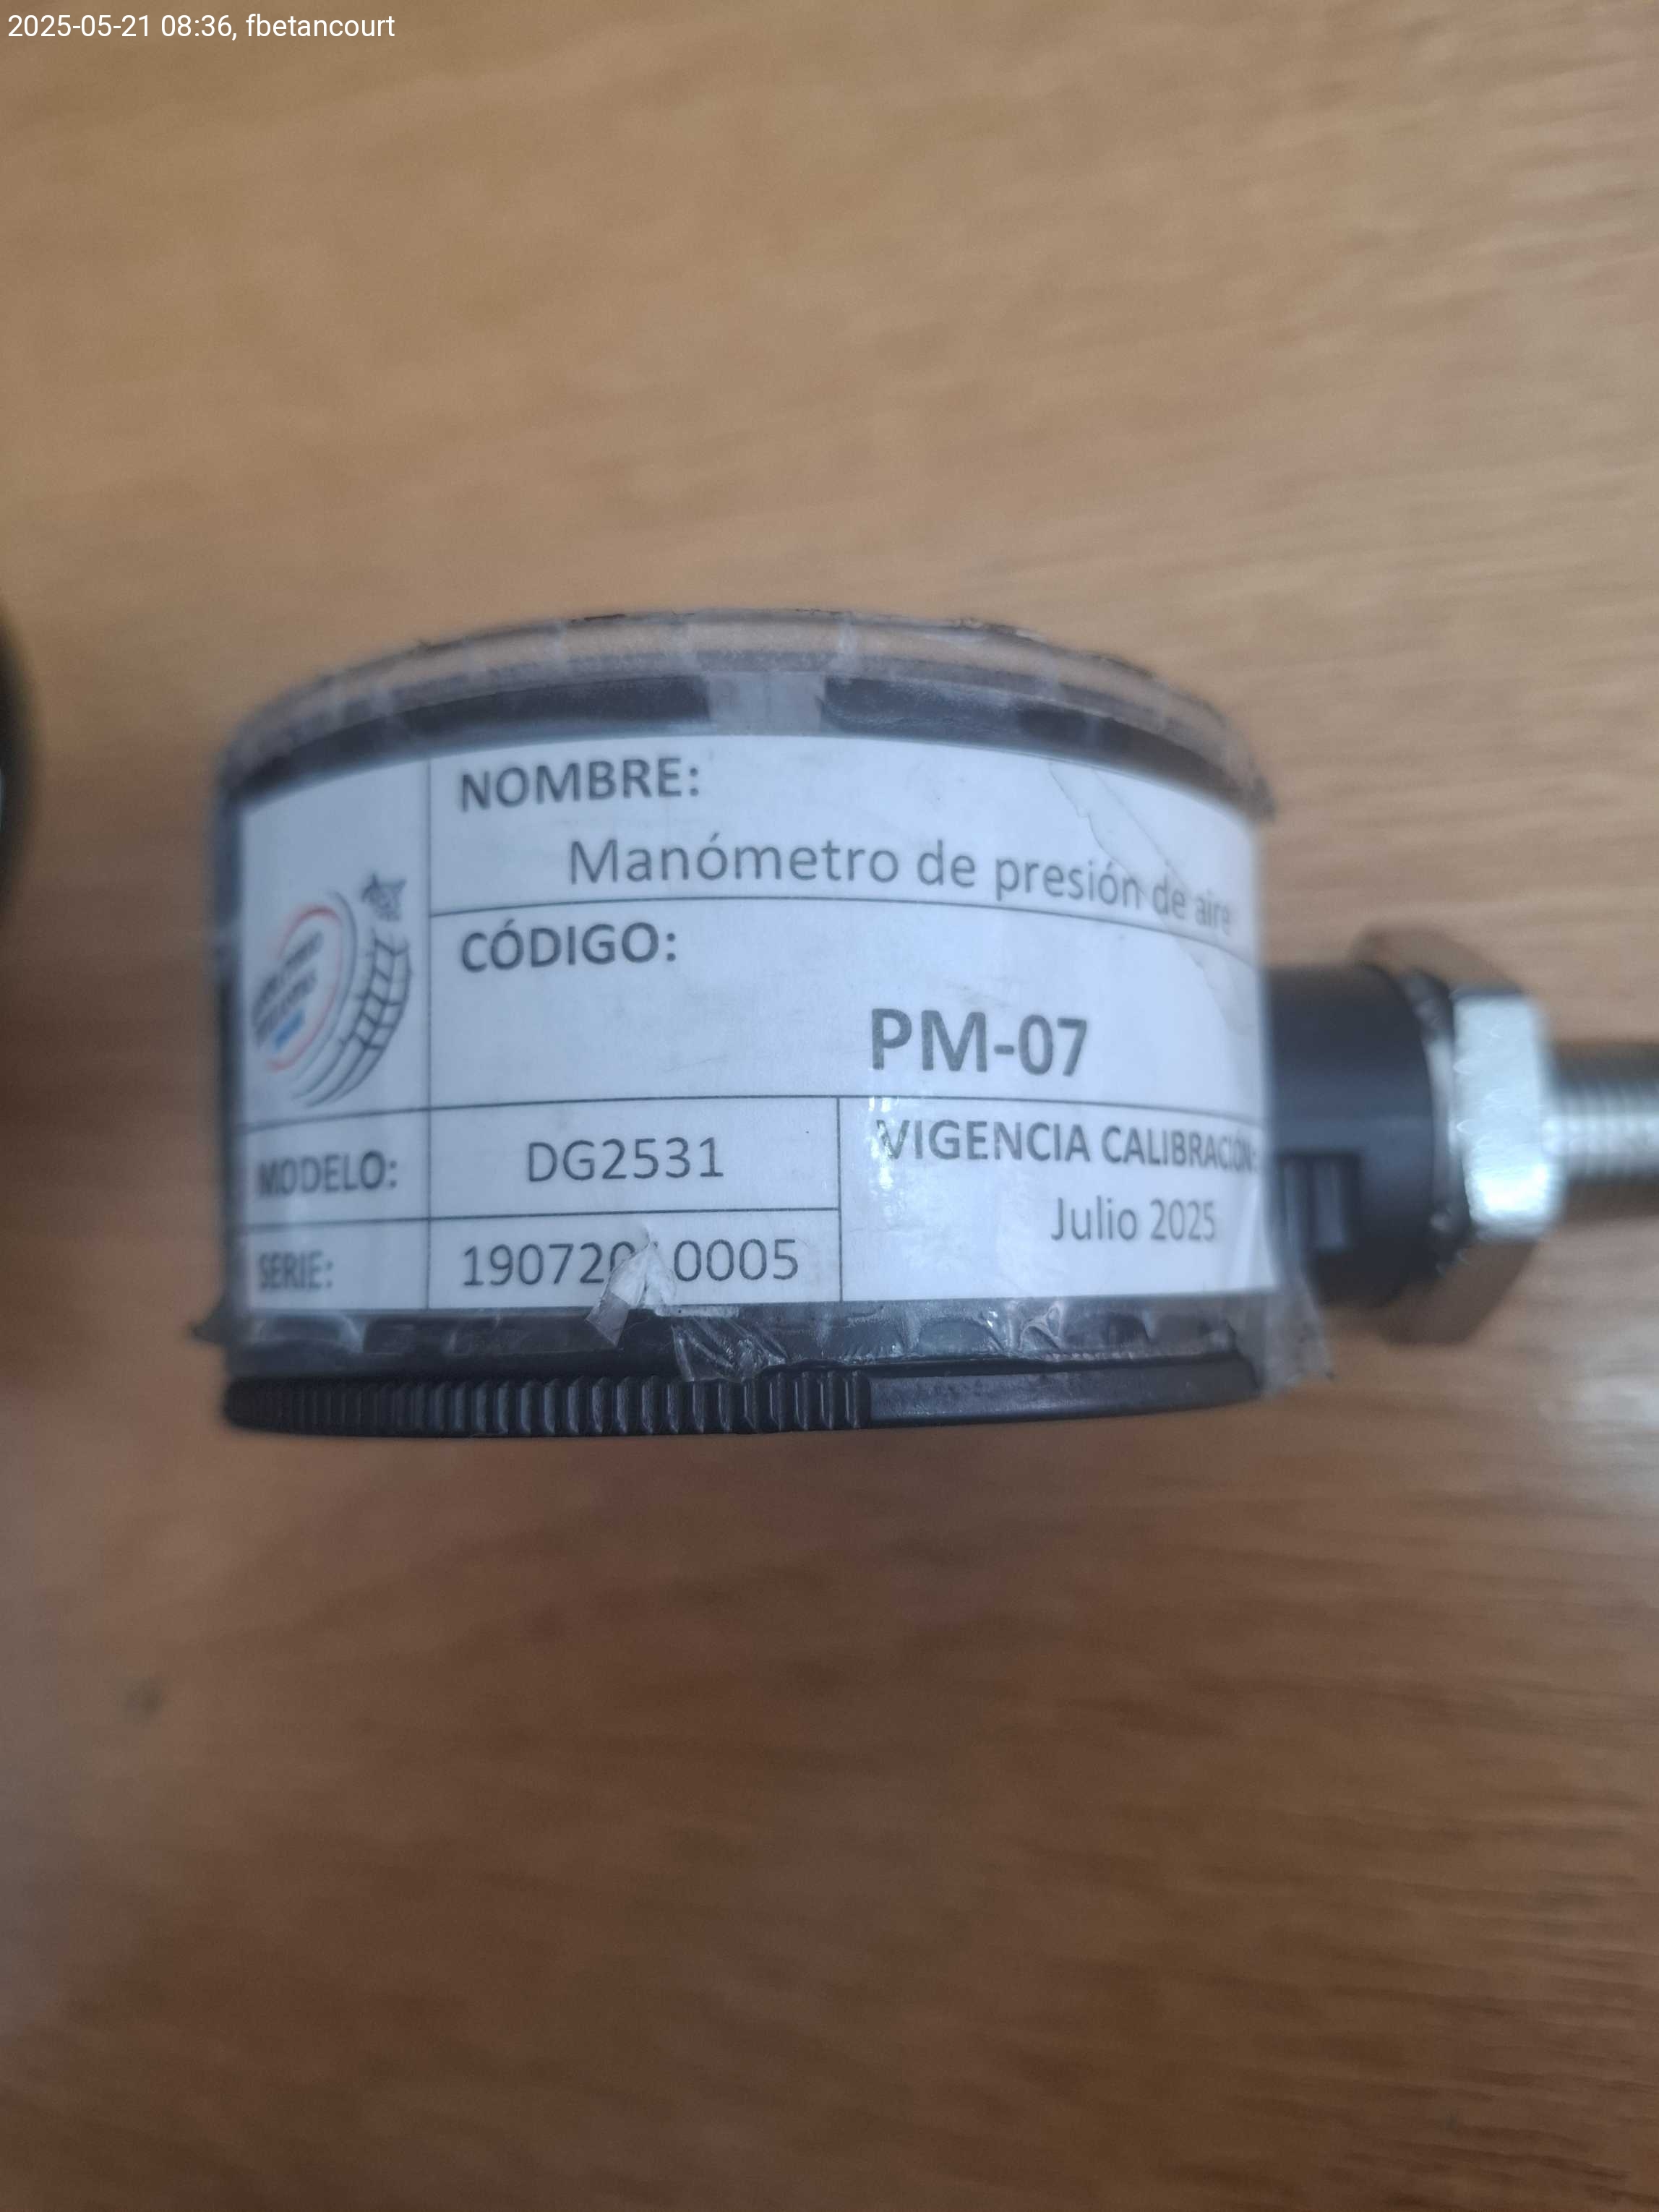 2025-05-21 08:36, fbetancourt
NOMBRE:
Manómetro de presión de aire
CÓDIGO:
PM-07
MODELO:
DG2531
VIGENCIA CALIBRACIÓN:
Julio 2025
SERIE: